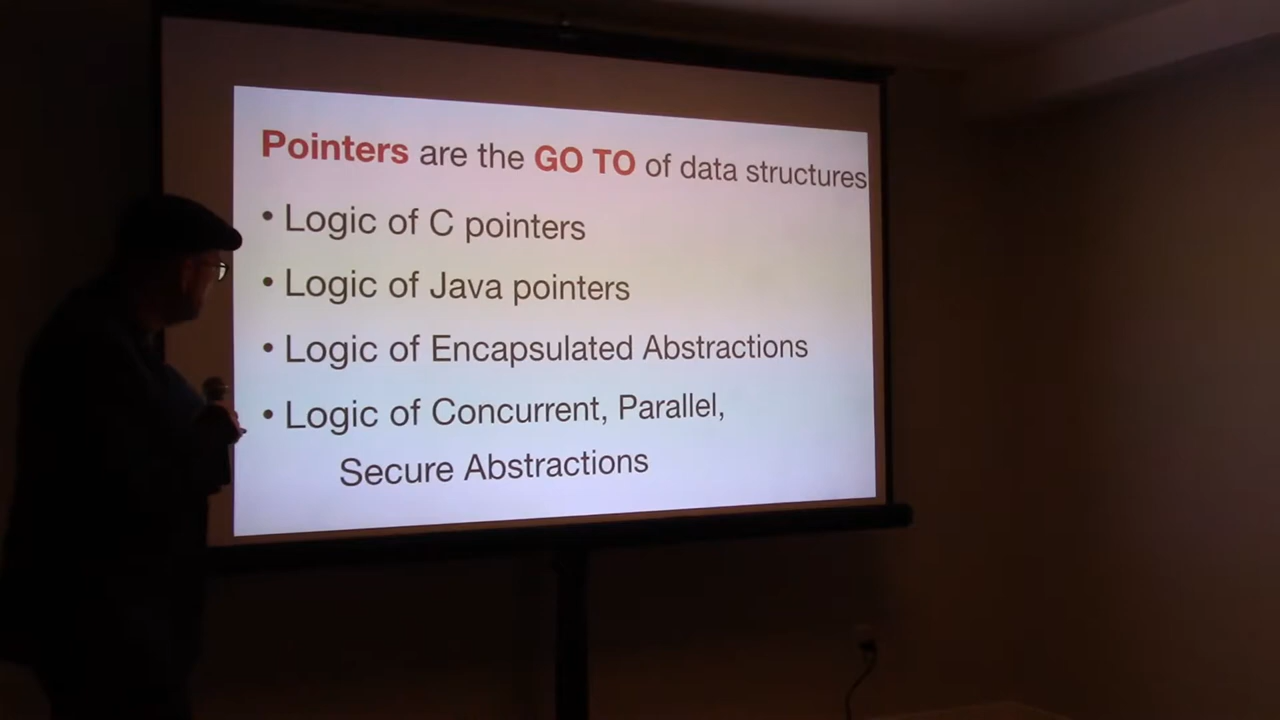 Pointers are the GO TO of data structures
• Logic of C pointers
• Logic of Java pointers
• Logic of Encapsulated Abstractions
• Logic of Concurrent, Parallel,
Secure Abstractions